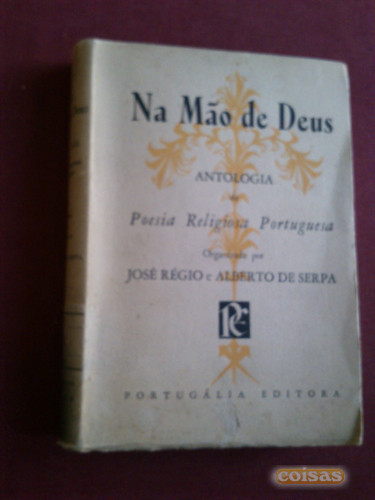 Na Mão de Deus
ANTOLOGIA
Poesia Religiosa Portuguesa
Organizada por
JOSÉ RÉGIO e ALBERTO DE SERPA
PORTUGÁLIA EDITORA
coisas